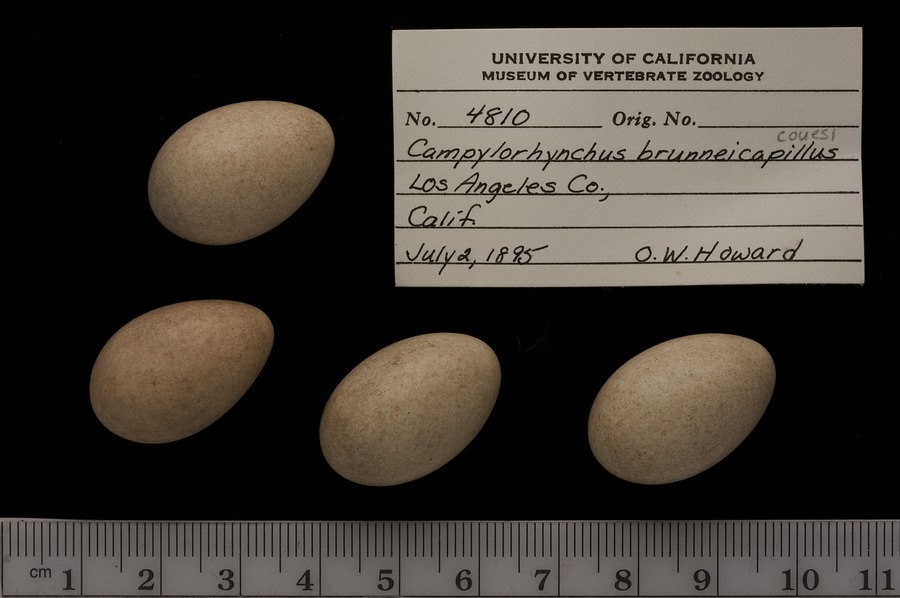 UNIVERSITY OF CALIFORNIA
MUSEUM OF VERTEBRATE ZOOLOGY
No. 4810 Orig. No.
couesi
Campylorhynchus brunneicapillus
Los Angeles Co.,
Calif.
July 2, 1895 O.W. Howard
cm 1 2 3 4 5 6 7 8 9 10 11